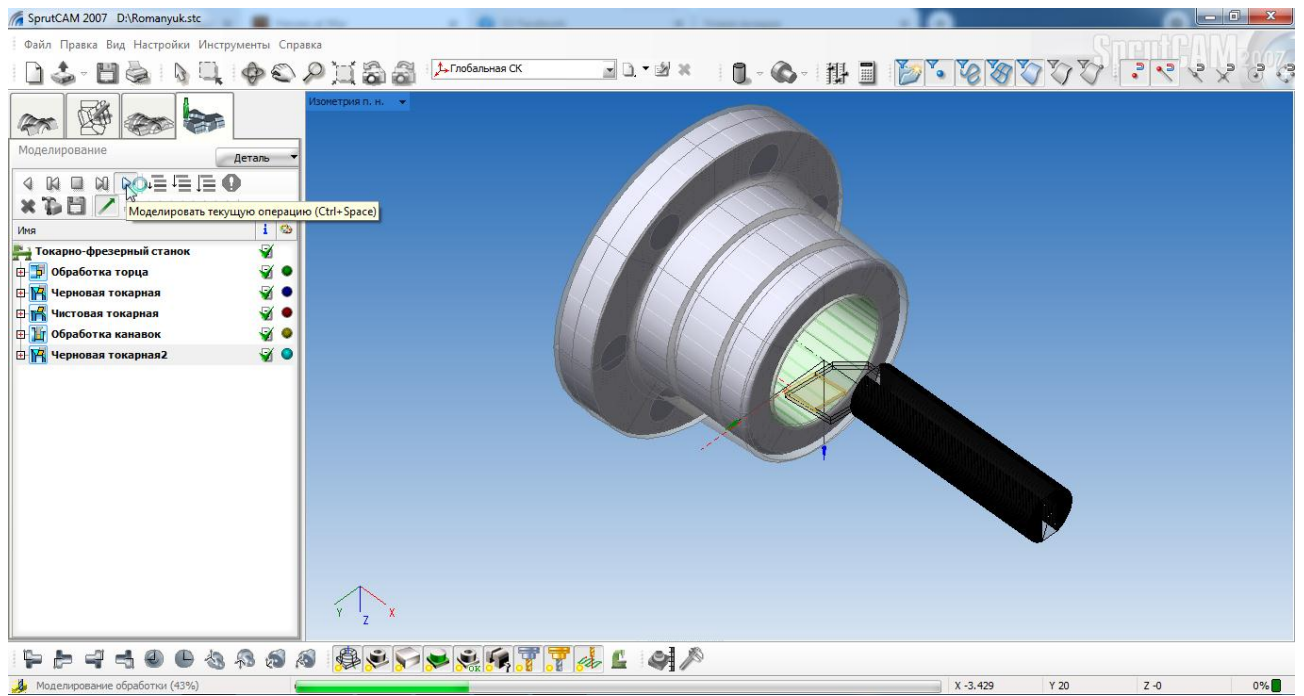 SprutCAM 2007 D:\Romanyuk.stc
Файл Правка Вид Настройки Инструменты Справка
SprutCAM 2007
Глобальная СК
Изометрия п. н.
Моделирование
Деталь
Моделировать текущую операцию (Ctrl+Space)
Имя
Токарно-фрезерный станок
Обработка торца
Черновая токарная
Чистовая токарная
Обработка канавок
Черновая токарная2
Y Z X
Моделирование обработки (43%)
X -3.429 Y 20 Z -0 0%